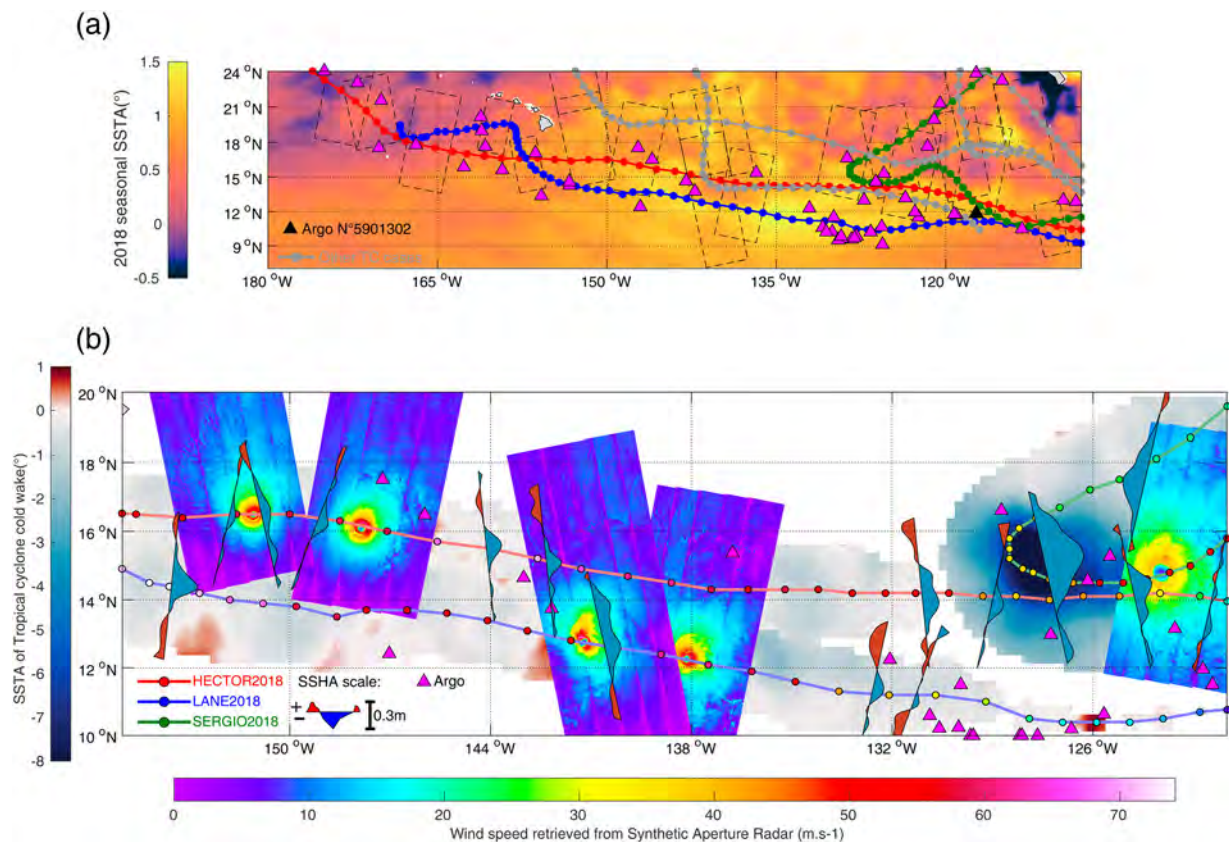 (a)
2018 seasonal SSTA(°)
1.5
1
0.5
0
-0.5
24 °N
21 °N
18 °N
15 °N
12 °N
9 °N
Argo N°5901302
180 °W 165 °W 150 °W 135 °W 120 °W
(b)
SSTA of Tropical cyclone cold wake(°)
1
0
-1
-2
-3
-4
-5
-6
-7
-8
20 °N
18 °N
16 °N
14 °N
12 °N
10 °N
HECTOR2018
LANE2018
SERGIO2018
SSHA scale:
+
−
0.3m
Argo
150 °W 144 °W 138 °W 132 °W 126 °W
0 10 20 30 40 50 60 70
Wind speed retrieved from Synthetic Aperture Radar (m.s-1)